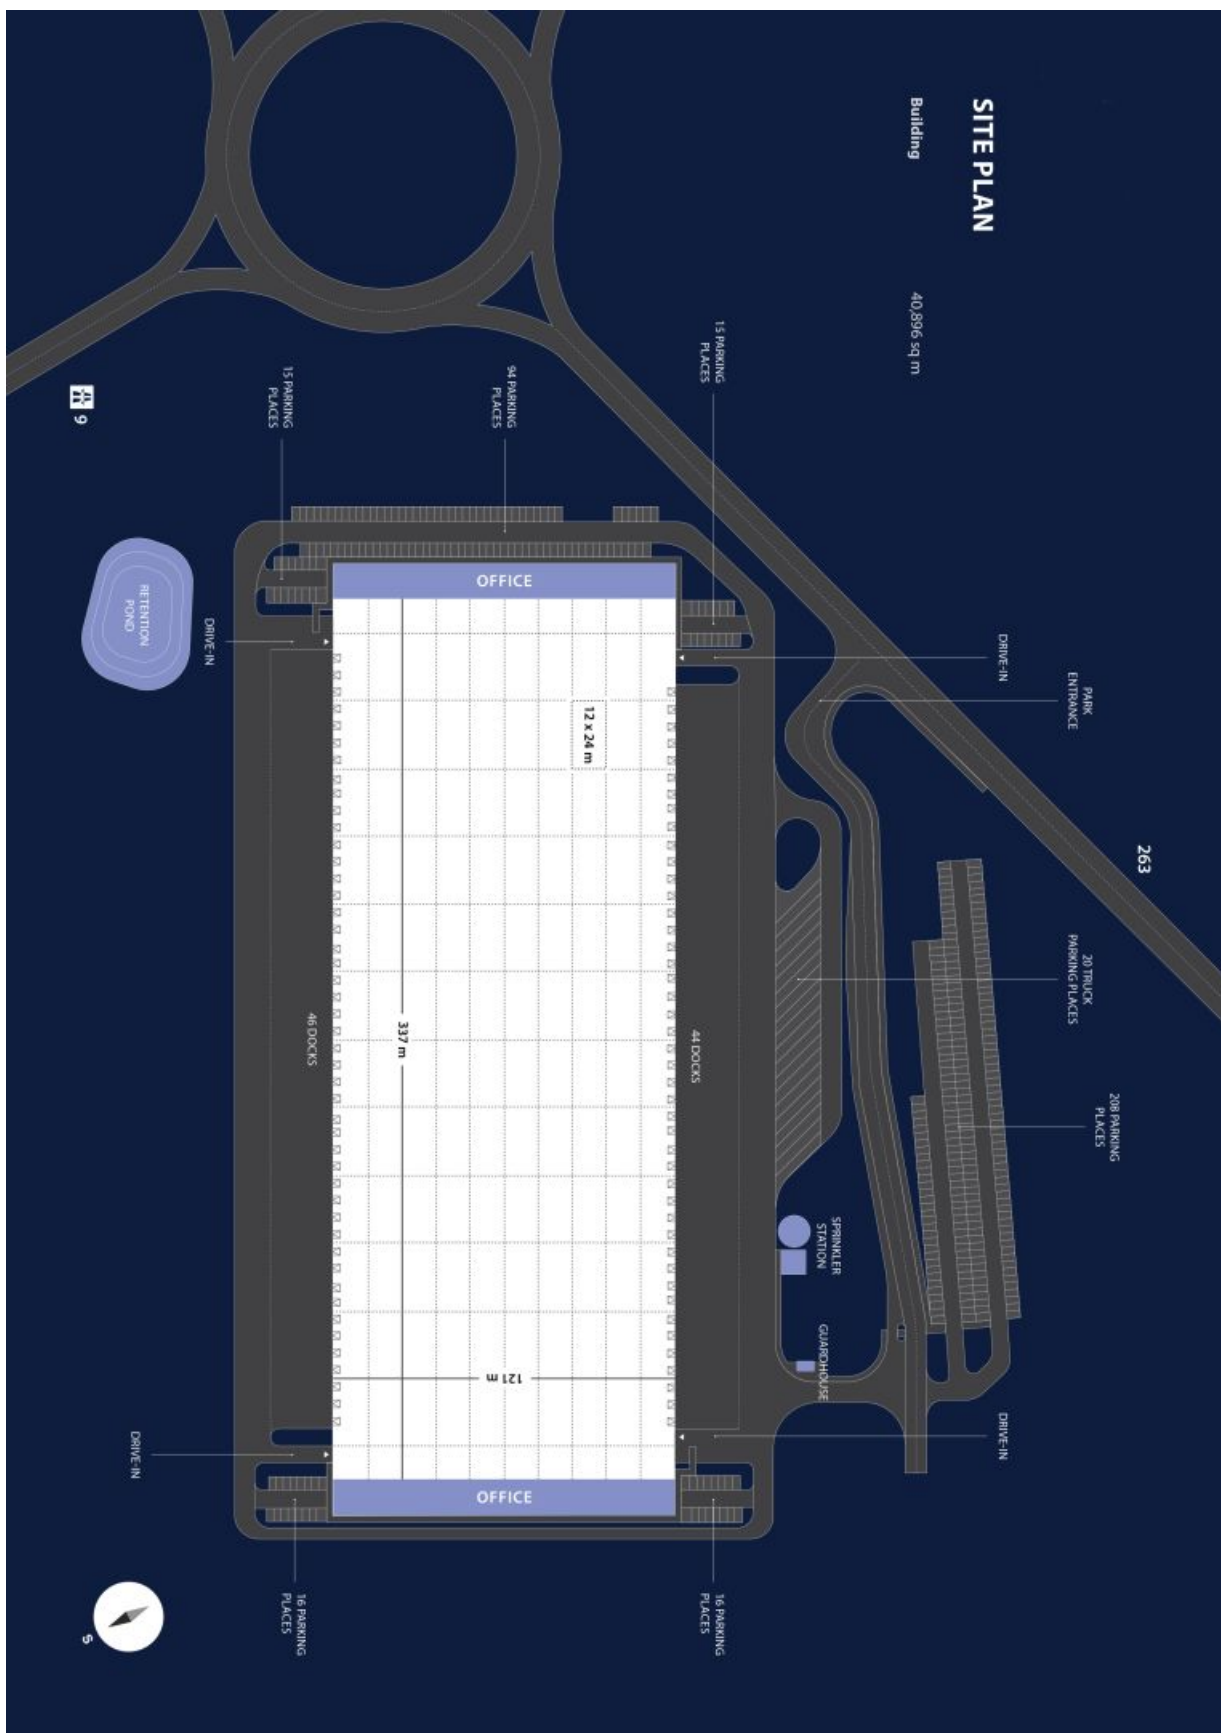 SITE PLAN
Building
40,896 sq m
15 PARKING
PLACES
94 PARKING
PLACES
15 PARKING
PLACES
9
OFFICE
RETENTION
POND
DRIVE-IN
DRIVE-IN
PARK
ENTRANCE
12 x 24 m
263
20 TRUCK
PARKING PLACES
46 DOCKS
337 m
44 DOCKS
208 PARKING
PLACES
SPRINKLER
STATION
GUARDHOUSE
121 m
DRIVE-IN
DRIVE-IN
OFFICE
16 PARKING
PLACES
16 PARKING
PLACES
S